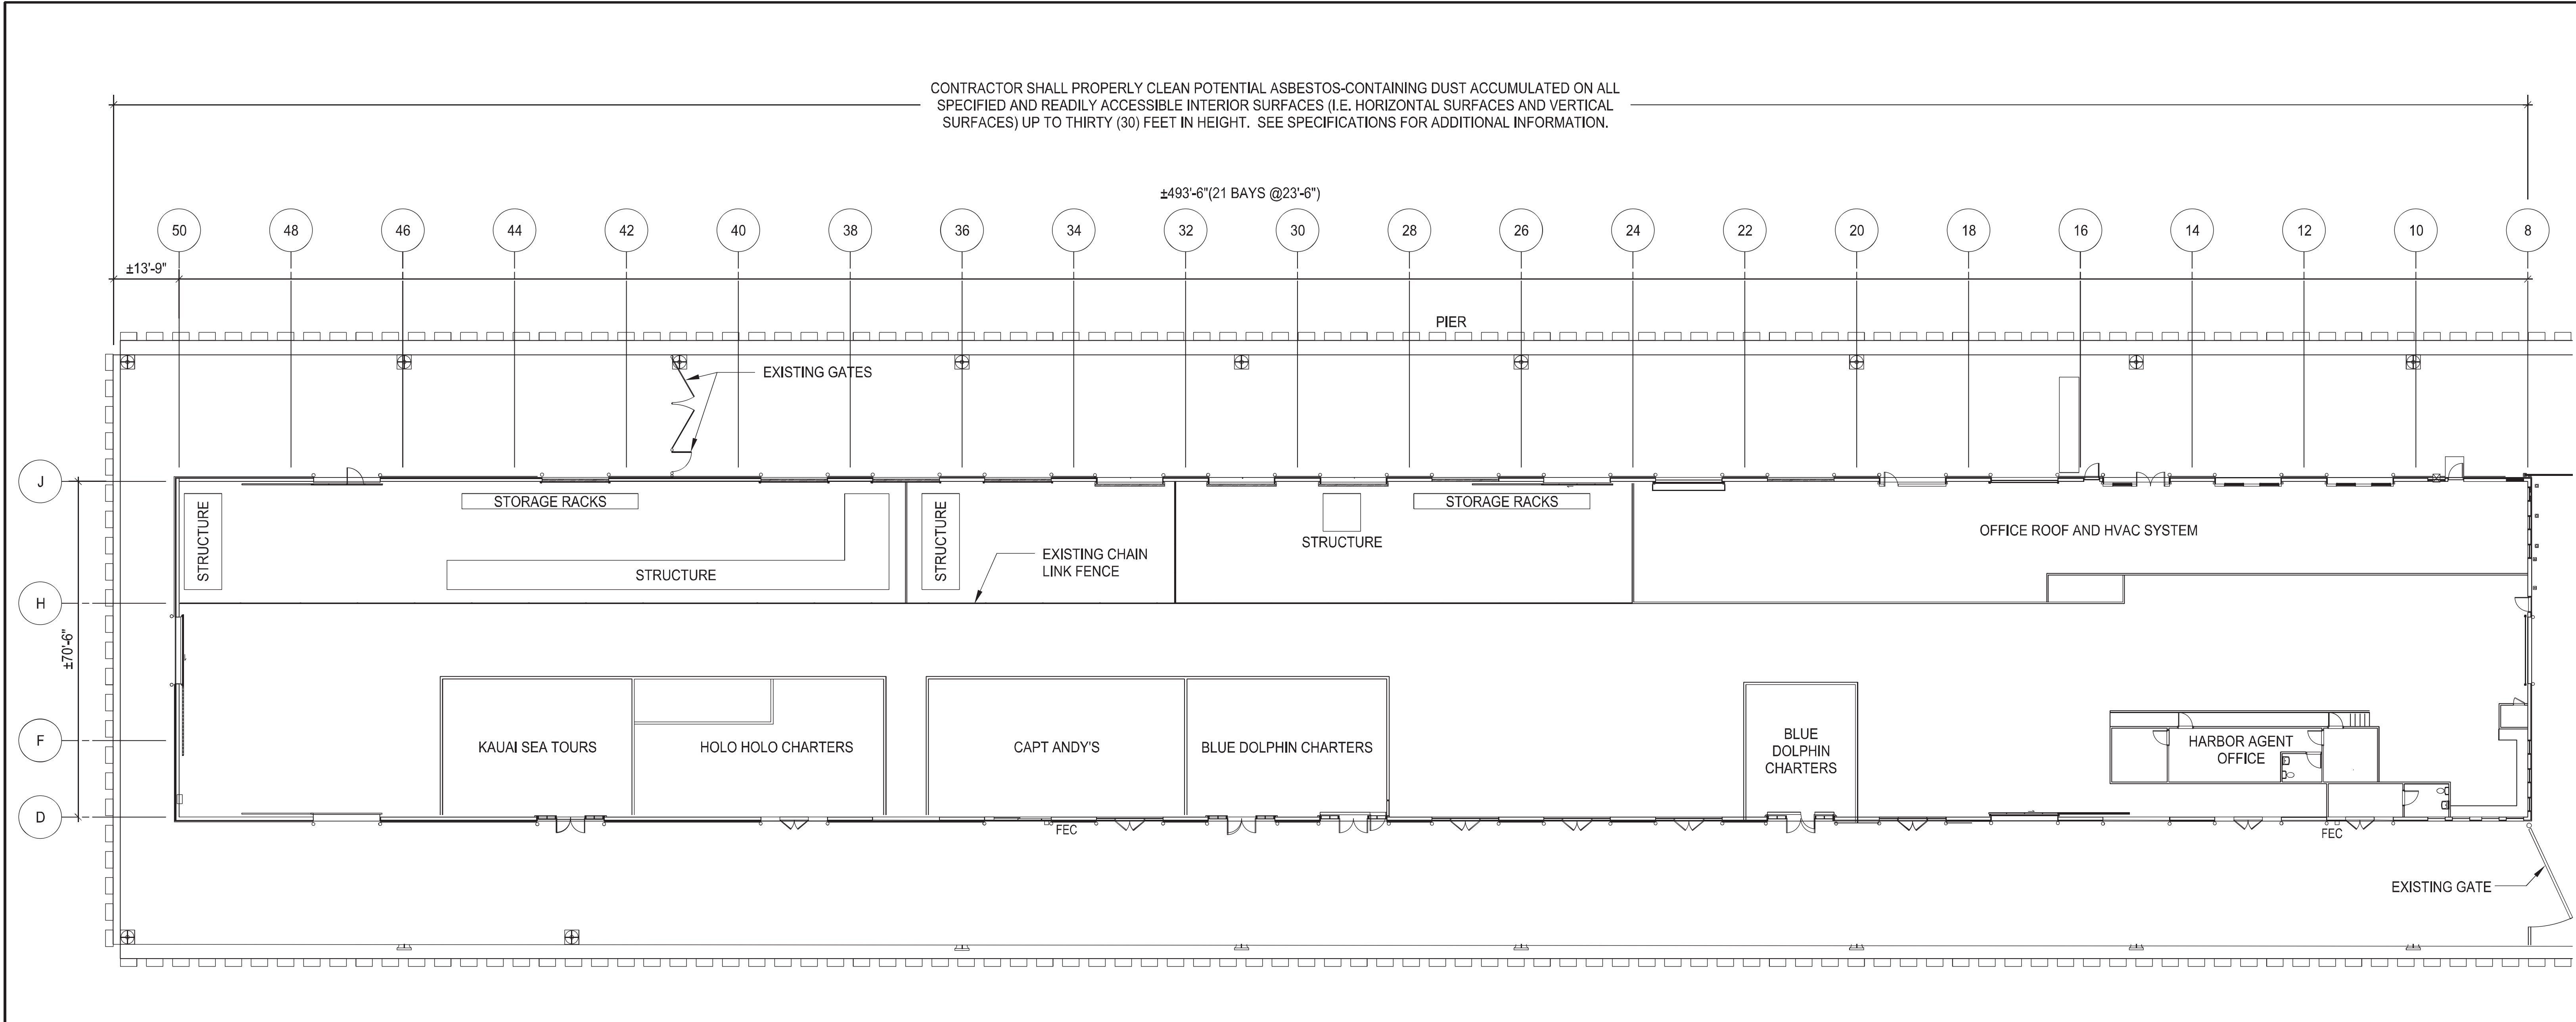 CONTRACTOR SHALL PROPERLY CLEAN POTENTIAL ASBESTOS-CONTAINING DUST ACCUMULATED ON ALL
SPECIFIED AND READILY ACCESSIBLE INTERIOR SURFACES (I.E. HORIZONTAL SURFACES AND VERTICAL
SURFACES) UP TO THIRTY (30) FEET IN HEIGHT. SEE SPECIFICATIONS FOR ADDITIONAL INFORMATION.
±493'-6"(21 BAYS @23'-6")
50 48 46 44 42 40 38 36 34 32 30 28 26 24 22 20 18 16 14 12 10 8
±13'-9"
PIER
EXISTING GATES
J
STORAGE RACKS
STORAGE RACKS
STRUCTURE
STRUCTURE
OFFICE ROOF AND HVAC SYSTEM
STRUCTURE
EXISTING CHAIN
LINK FENCE
STRUCTURE
H
±70'-6"
F
KAUAI SEA TOURS
HOLO HOLO CHARTERS
CAPT ANDY'S
BLUE DOLPHIN CHARTERS
BLUE
DOLPHIN
CHARTERS
HARBOR AGENT
OFFICE
D
FEC
FEC
EXISTING GATE